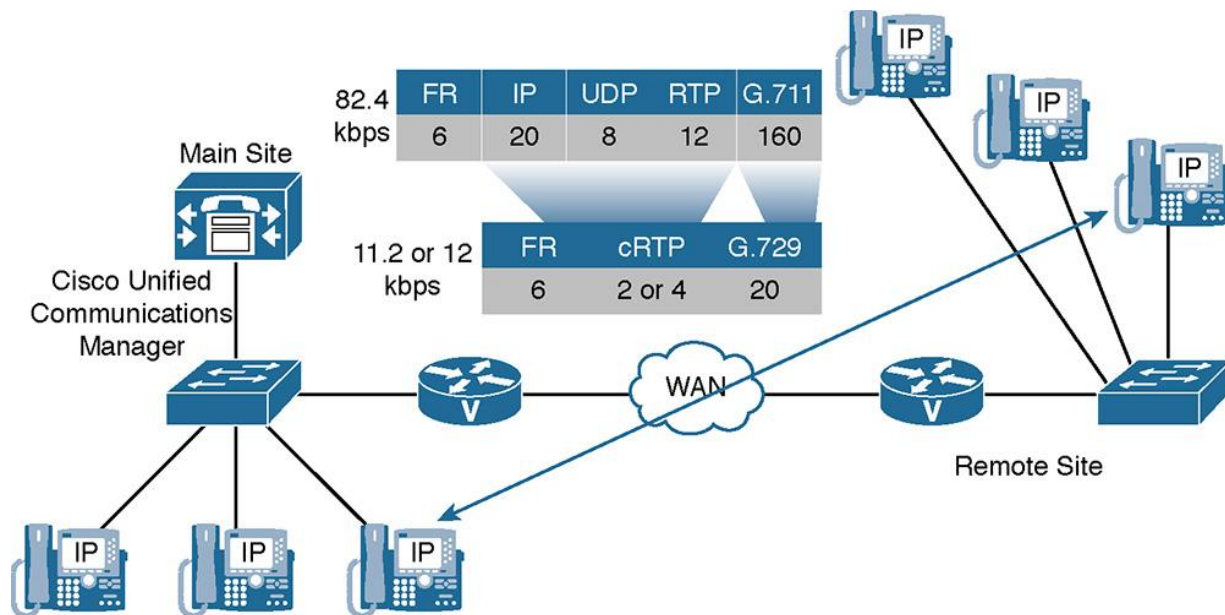 IP
IP
IP
82.4
kbps
FR IP UDP RTP G.711
6 20 8 12 160
Main Site
11.2 or 12
kbps
FR cRTP G.729
6 2 or 4 20
Cisco Unified
Communications
Manager
V
WAN
V
Remote Site
IP
IP
IP